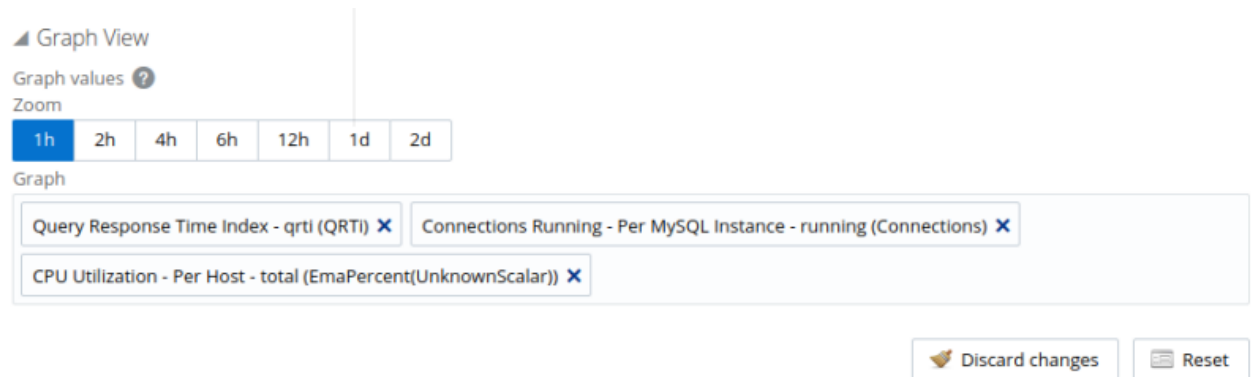 Graph View
Graph values ?
Zoom
1h 2h 4h 6h 12h 1d 2d
Graph
Query Response Time Index - qrti (QRTi) × Connections Running - Per MySQL Instance - running (Connections) ×
CPU Utilization - Per Host - total (EmaPercent(UnknownScalar)) ×
Discard changes Reset